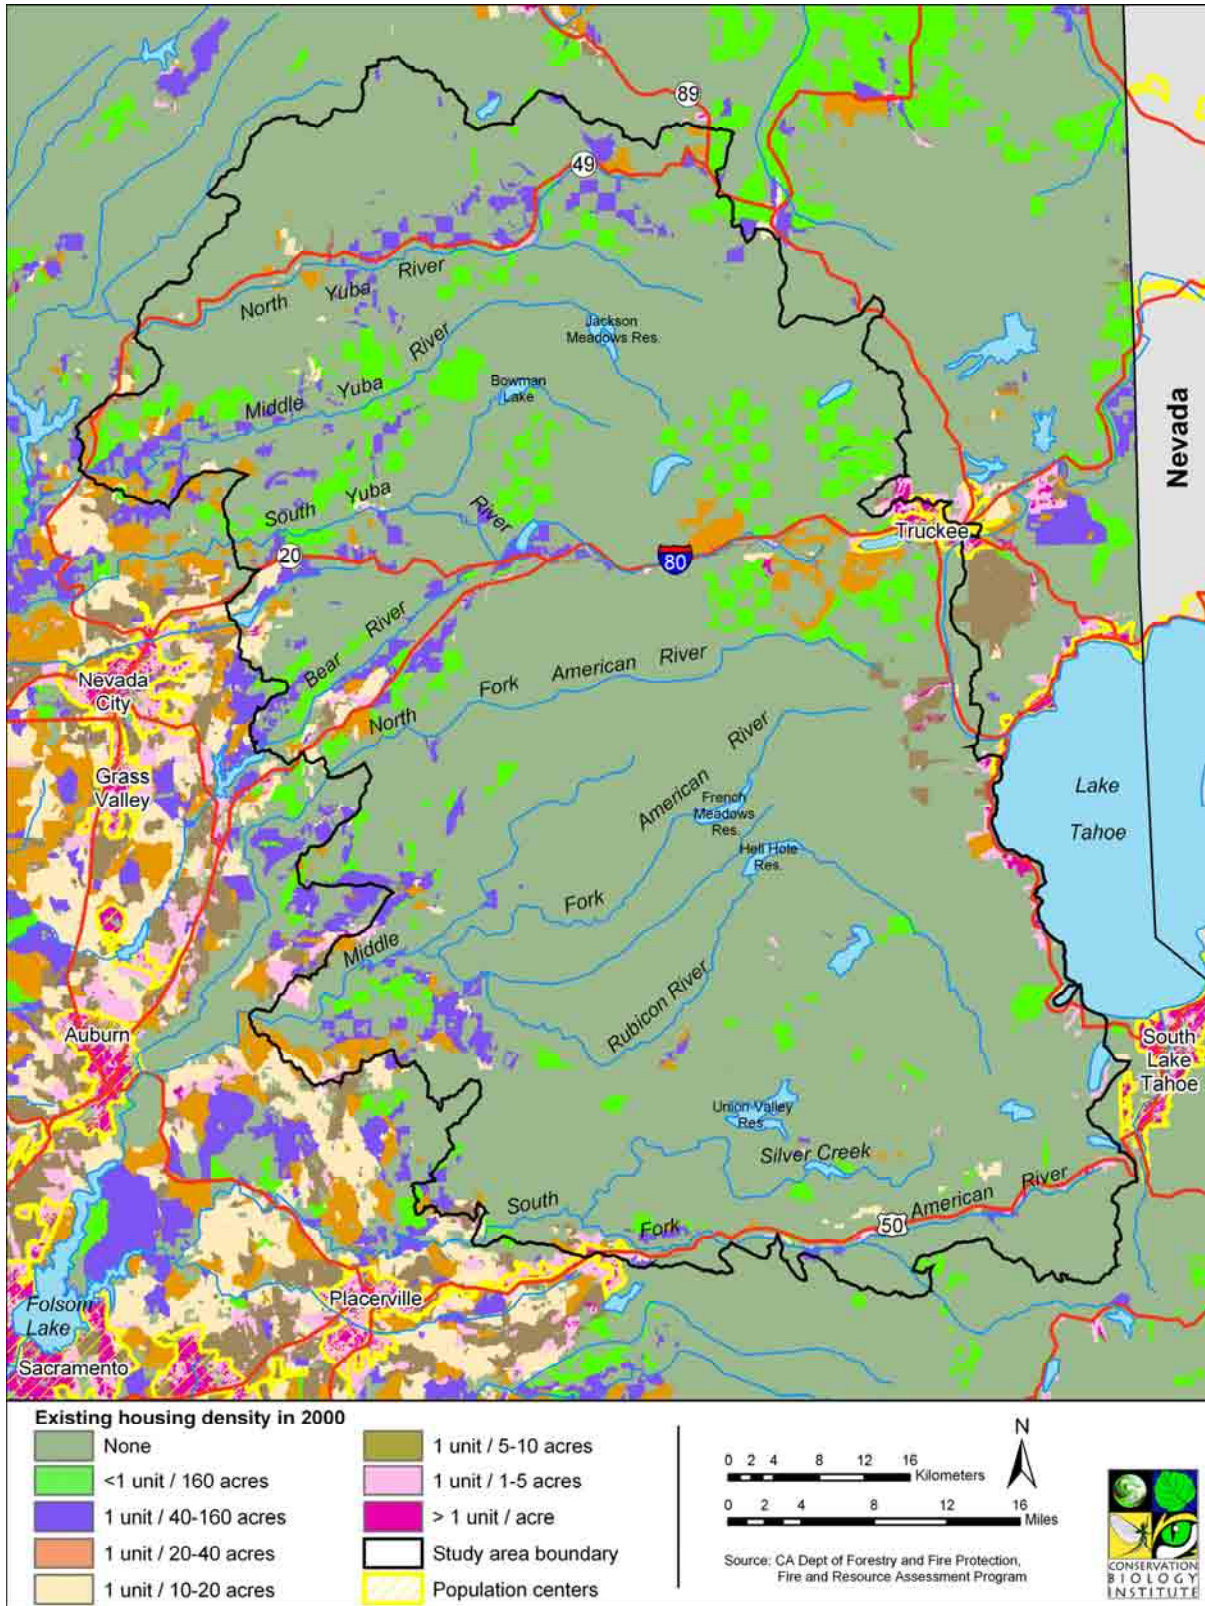 89
49
North Yuba River
Jackson
Meadows Res.
Bowman
Lake
Middle Yuba River
Nevada
South Yuba River
20
80
Truckee
Bear River
Nevada
City
North Fork American River
Grass
Valley
American River
French
Meadows
Res.
Hell Hole
Res.
Lake
Tahoe
Middle Fork
Rubicon River
Auburn
South
Lake
Tahoe
Union Valley
Res
Silver Creek
South Fork American River
50
Placerville
Folsom
Lake
Sacramento
Existing housing density in 2000
None
<1 unit / 160 acres
1 unit / 40-160 acres
1 unit / 20-40 acres
1 unit / 10-20 acres
1 unit / 5-10 acres
1 unit / 1-5 acres
> 1 unit / acre
Study area boundary
Population centers
N
0 2 4 8 12 16
Kilometers
0 2 4 8 12 16
Miles
Source: CA Dept of Forestry and Fire Protection,
Fire and Resource Assessment Program
CONSERVATION
BIOLOGY
INSTITUTE